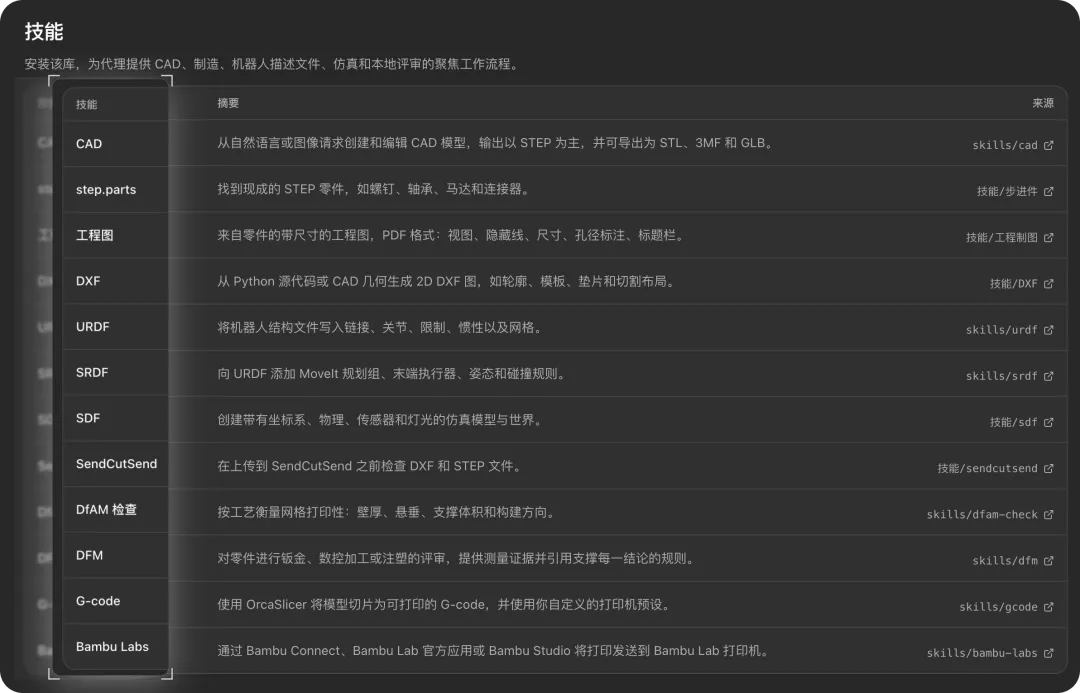 技能
安装该库，为代理提供 CAD、制造、机器人描述文件、仿真和本地评审的聚焦工作流程。
技能 摘要 来源
CAD 从自然语言或图像请求创建和编辑 CAD 模型，输出以 STEP 为主，并可导出为 STL、3MF 和 GLB。 skills/cad
step.parts 找到现成的 STEP 零件，如螺钉、轴承、马达和连接器。 技能/步进件
工程图 来自零件的带尺寸的工程图，PDF 格式：视图、隐藏线、尺寸、孔径标注、标题栏。 技能/工程制图
DXF 从 Python 源代码或 CAD 几何生成 2D DXF 图，如轮廓、模板、垫片和切割布局。 技能/DXF
URDF 将机器人结构文件写入链接、关节、限制、惯性以及网格。 skills/urdf
SRDF 向 URDF 添加 MoveIt 规划组、末端执行器、姿态和碰撞规则。 skills/srdf
SDF 创建带有坐标系、物理、传感器和灯光的仿真模型与世界。 技能/sdf
SendCutSend 在上传到 SendCutSend 之前检查 DXF 和 STEP 文件。 技能/sendcutsend
DfAM 检查 按工艺衡量网格打印性：壁厚、悬垂、支撑体积和构建方向。 skills/dfam-check
DFM 对零件进行钣金、数控加工或注塑的评审，提供测量证据并引用支撑每一结论的规则。 skills/dfm
G-code 使用 OrcaSlicer 将模型切片为可打印的 G-code，并使用你自定义的打印机预设。 skills/gcode
Bambu Labs 通过 Bambu Connect、Bambu Lab 官方应用或 Bambu Studio 将打印发送到 Bambu Lab 打印机。 skills/bambu-labs